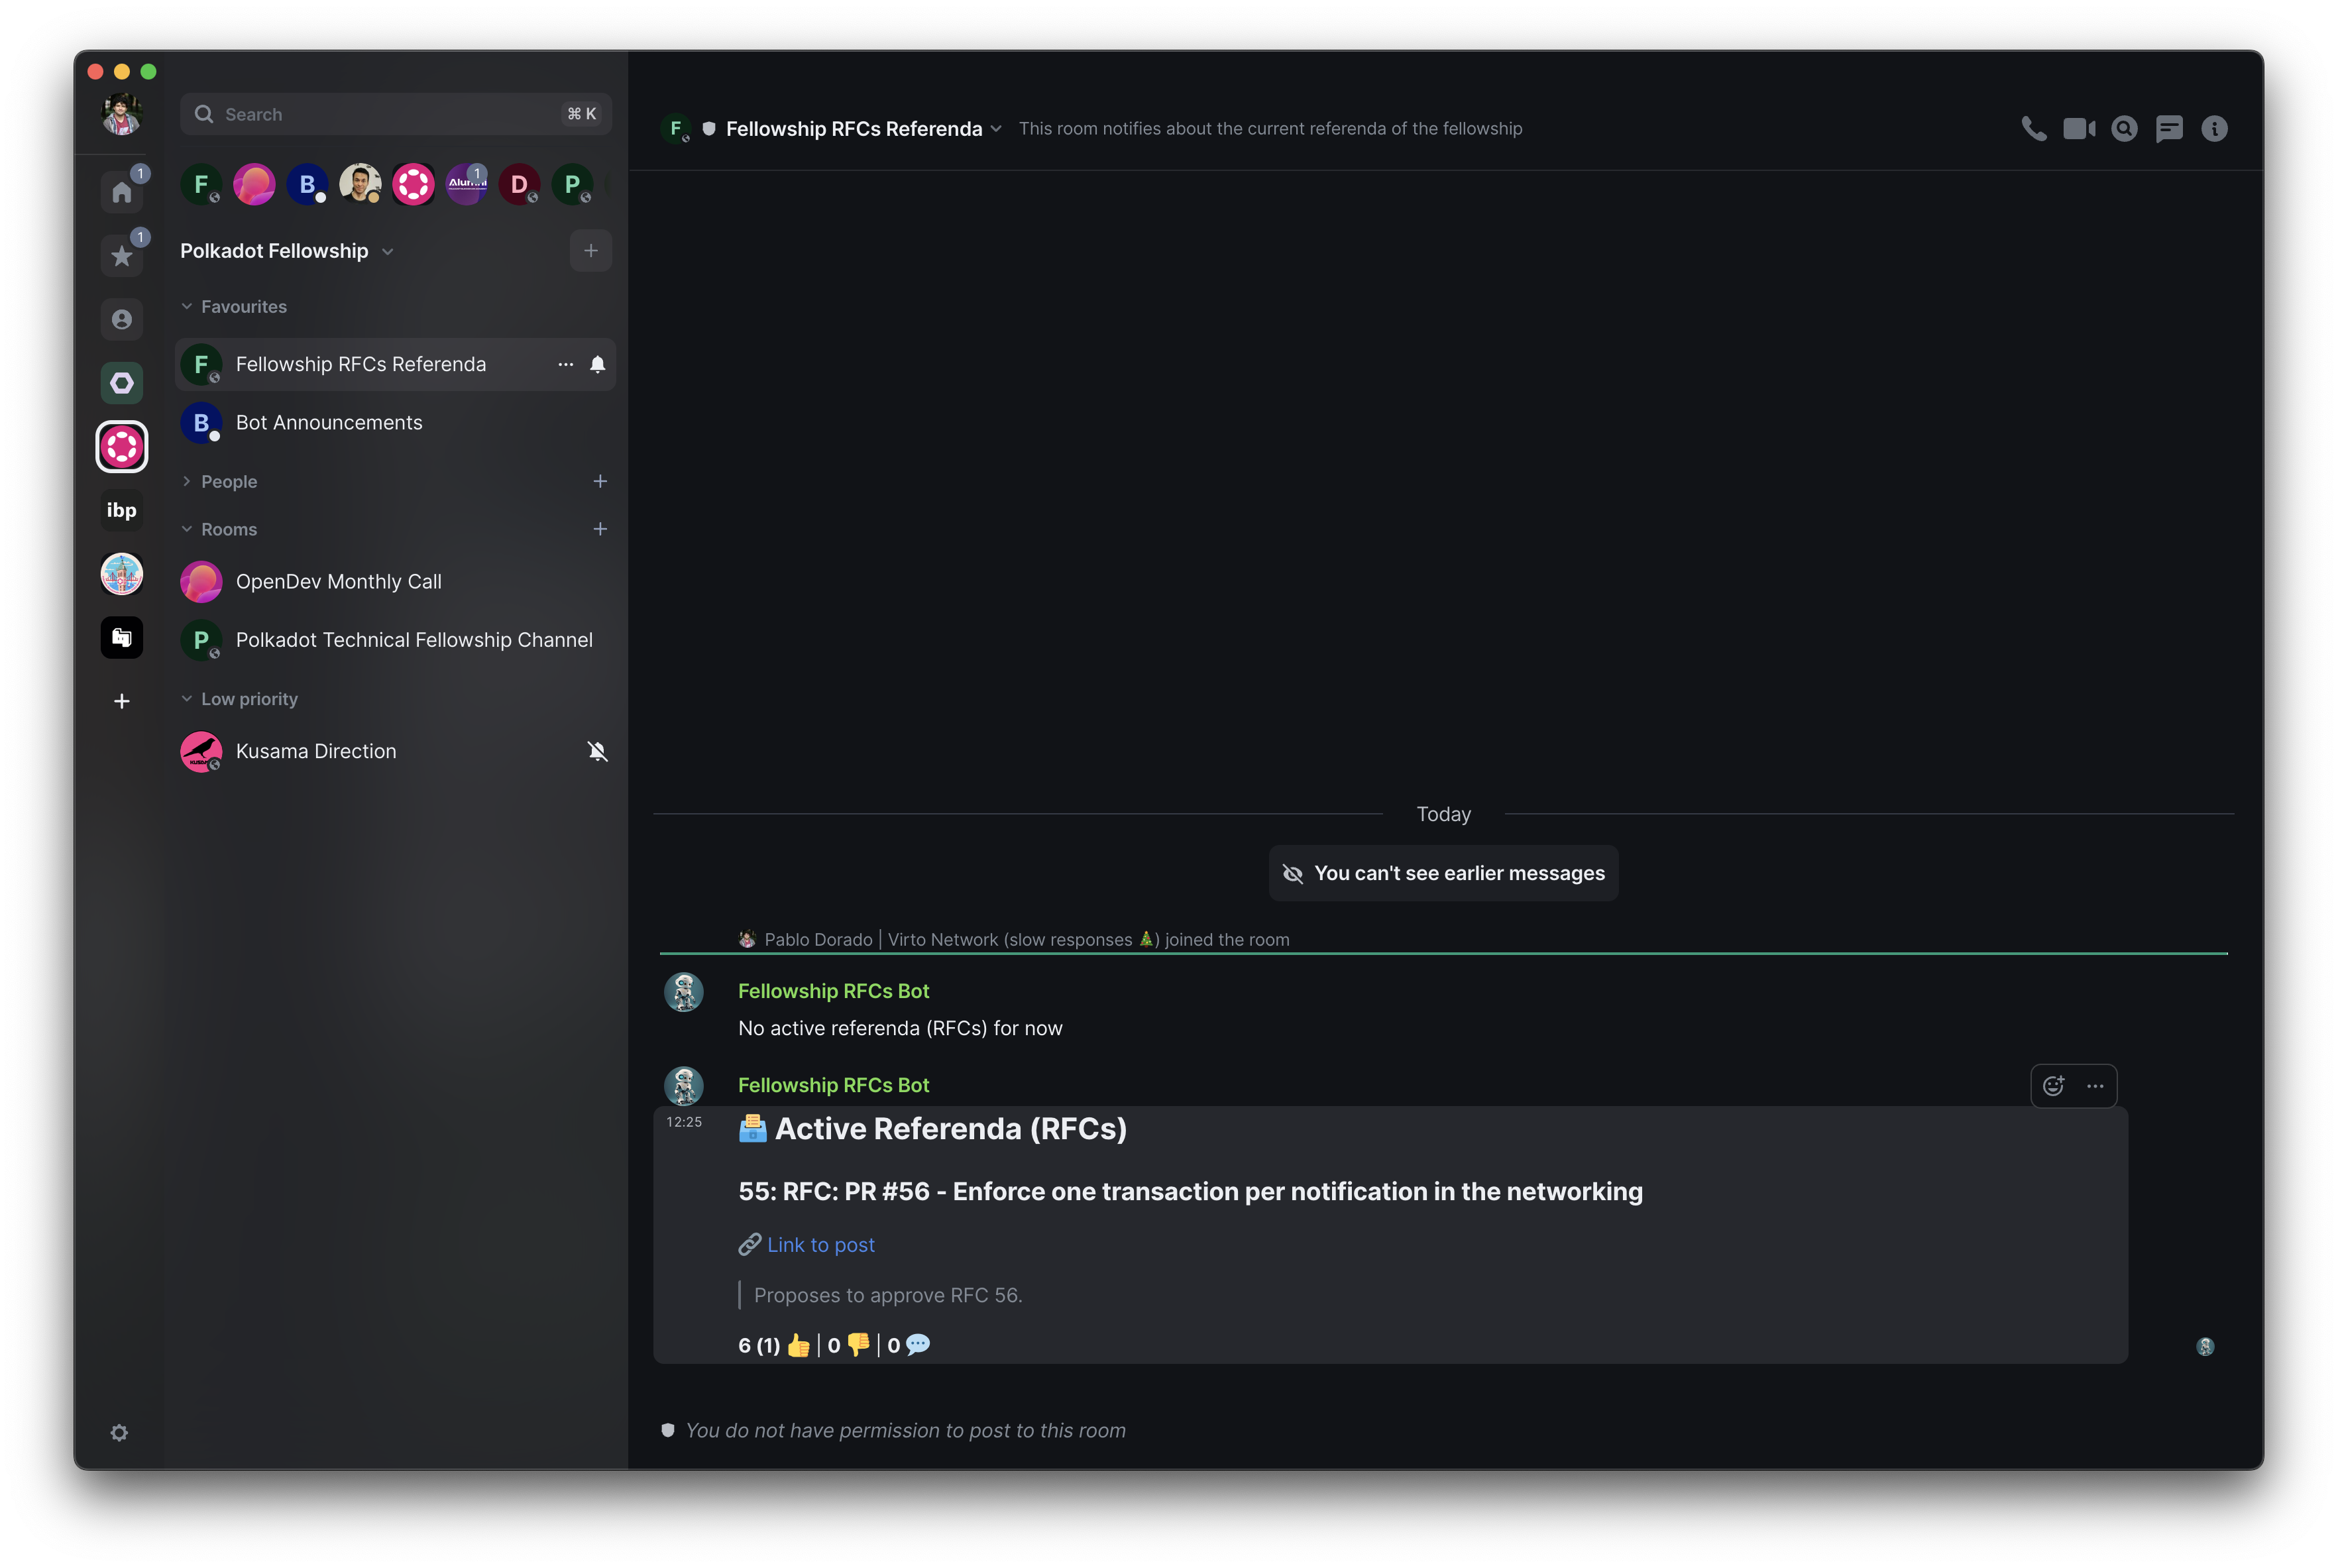 Search
⌘ K
1
1
F
B
Alumni
1
D
P
Polkadot Fellowship
Favourites
F
Fellowship RFCs Referenda
B
Bot Announcements
People
ibp
Rooms
OpenDev Monthly Call
P
Polkadot Technical Fellowship Channel
Low priority
Kusama Direction
F
Fellowship RFCs Referenda
This room notifies about the current referenda of the fellowship
Today
You can't see earlier messages
Pablo Dorado | Virto Network (slow responses 🎄) joined the room
Fellowship RFCs Bot
No active referenda (RFCs) for now
Fellowship RFCs Bot
12:25
🗳️ Active Referenda (RFCs)
55: RFC: PR #56 - Enforce one transaction per notification in the networking
🔗 Link to post
Proposes to approve RFC 56.
6 (1) 👍 | 0 👎 | 0 💬
You do not have permission to post to this room